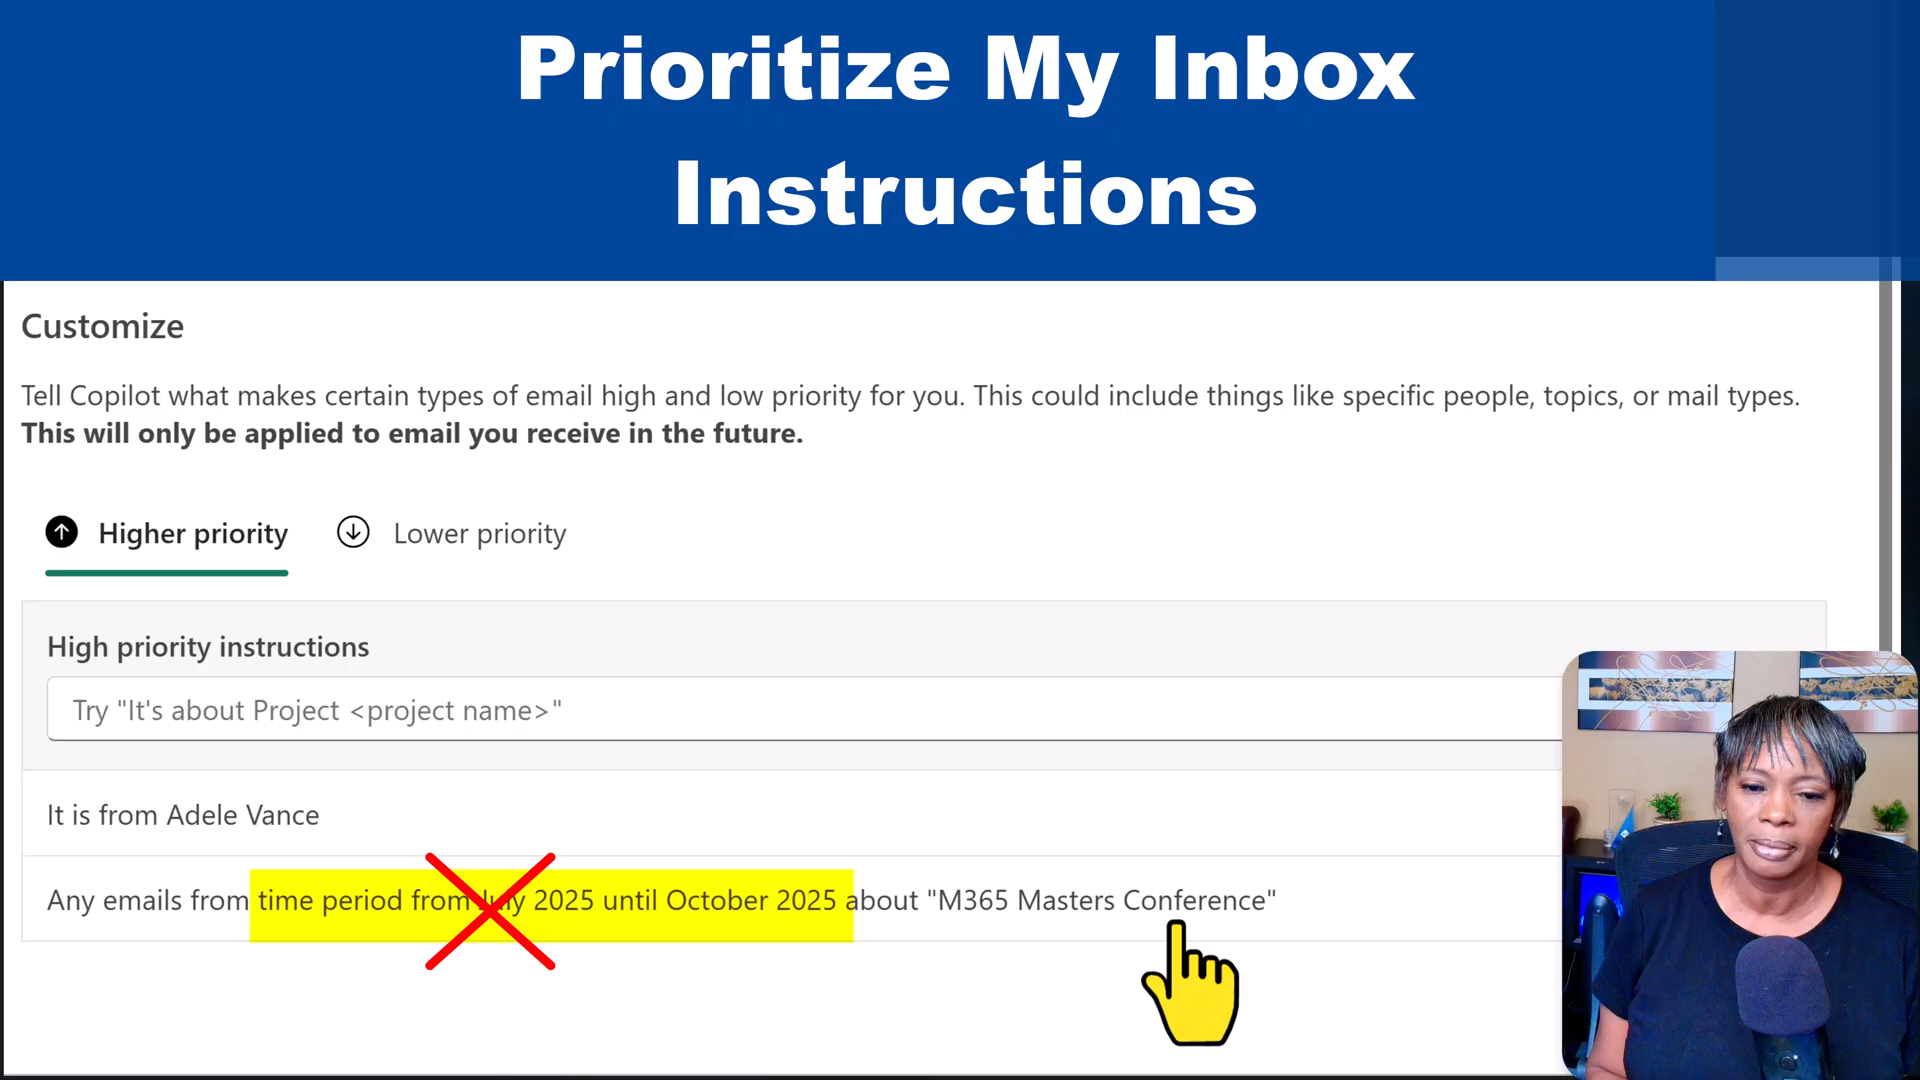 Prioritize My Inbox
Instructions
Customize
Tell Copilot what makes certain types of email high and low priority for you. This could include things like specific people, topics, or mail types.
This will only be applied to email you receive in the future.
Higher priority
Lower priority
High priority instructions
Try "It's about Project <project name>"
It is from Adele Vance
Any emails from time period from July 2025 until October 2025 about "M365 Masters Conference"